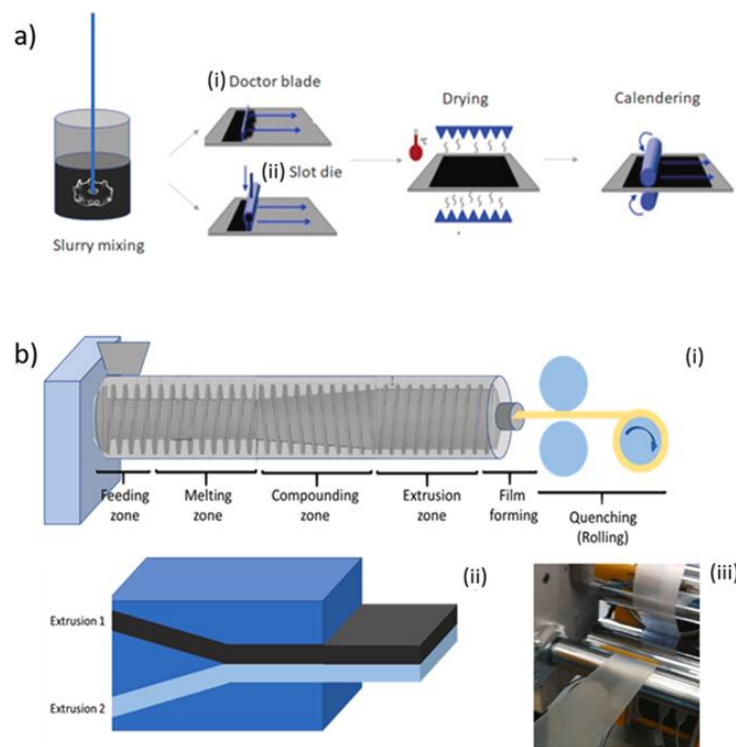 a)
(i) Doctor blade
(ii) Slot die
Slurry mixing
Drying
°C
Calendering
b)
(i)
Feeding
zone
Melting
zone
Compounding
zone
Extrusion
zone
Film
forming
Quenching
(Rolling)
(ii)
Extrusion 1
Extrusion 2
(iii)